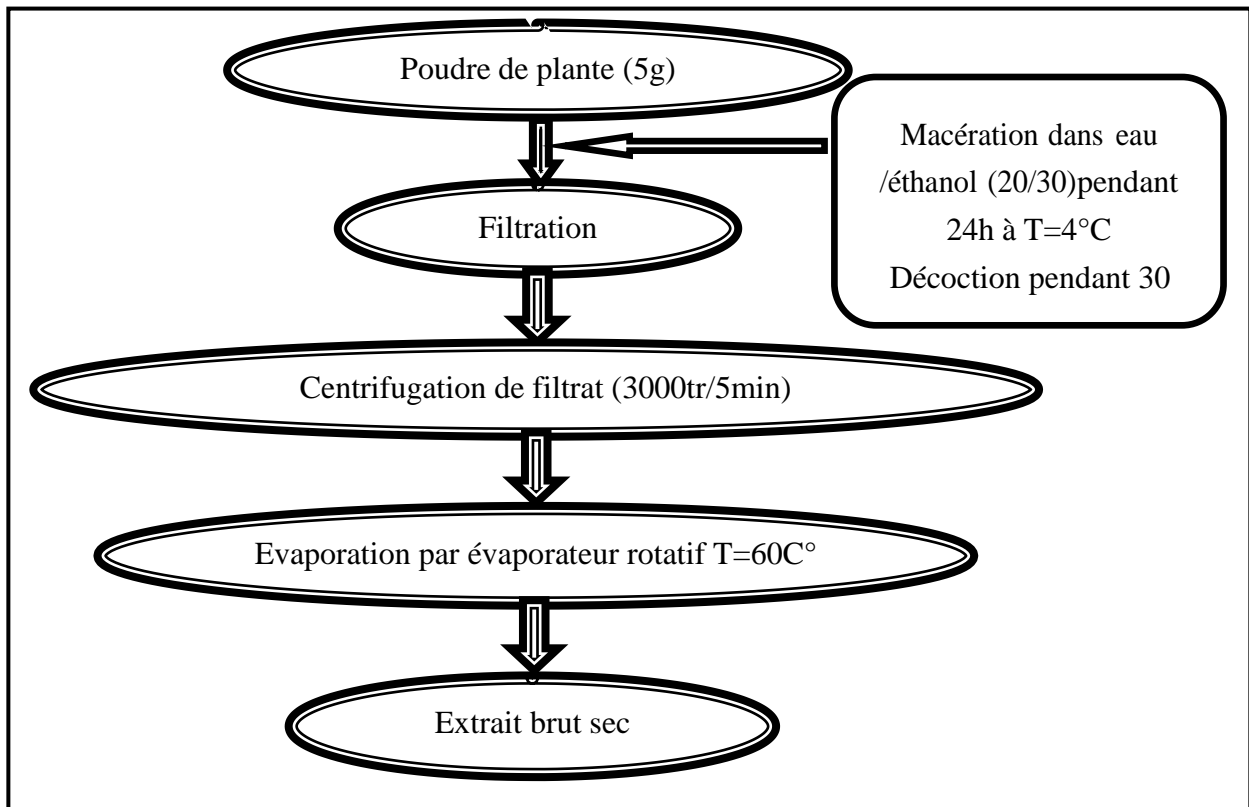 Poudre de plante (5g)
Macération dans eau
/éthanol (20/30)pendant
24h à T=4°C
Décoction pendant 30
Filtration
Centrifugation de filtrat (3000tr/5min)
Evaporation par évaporateur rotatif T=60C°
Extrait brut sec